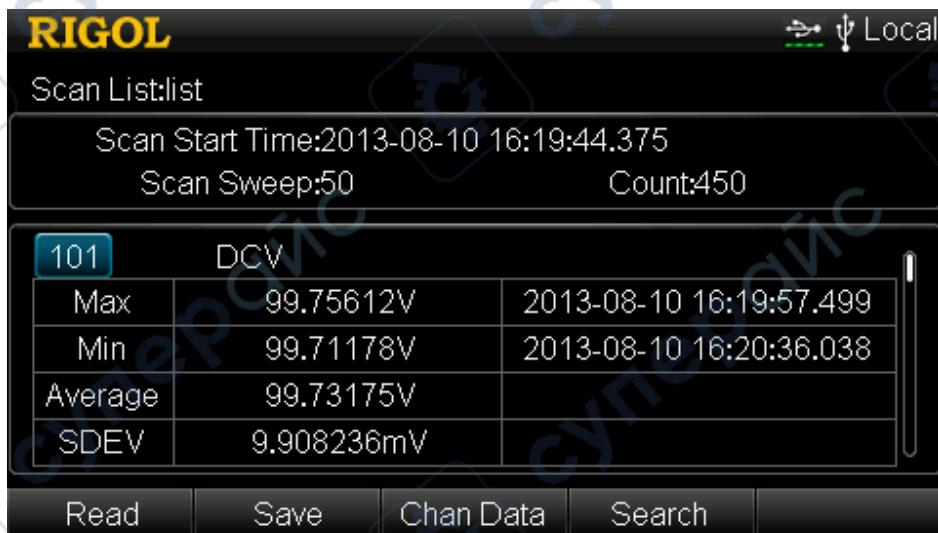 RIGOL Local
Scan List:list
Scan Start Time:2013-08-10 16:19:44.375
Scan Sweep:50 Count:450
101 DCV
Max 99.75612V 2013-08-10 16:19:57.499
Min 99.71178V 2013-08-10 16:20:36.038
Average 99.73175V
SDEV 9.908236mV
Read Save Chan Data Search
суперайс
суперайс